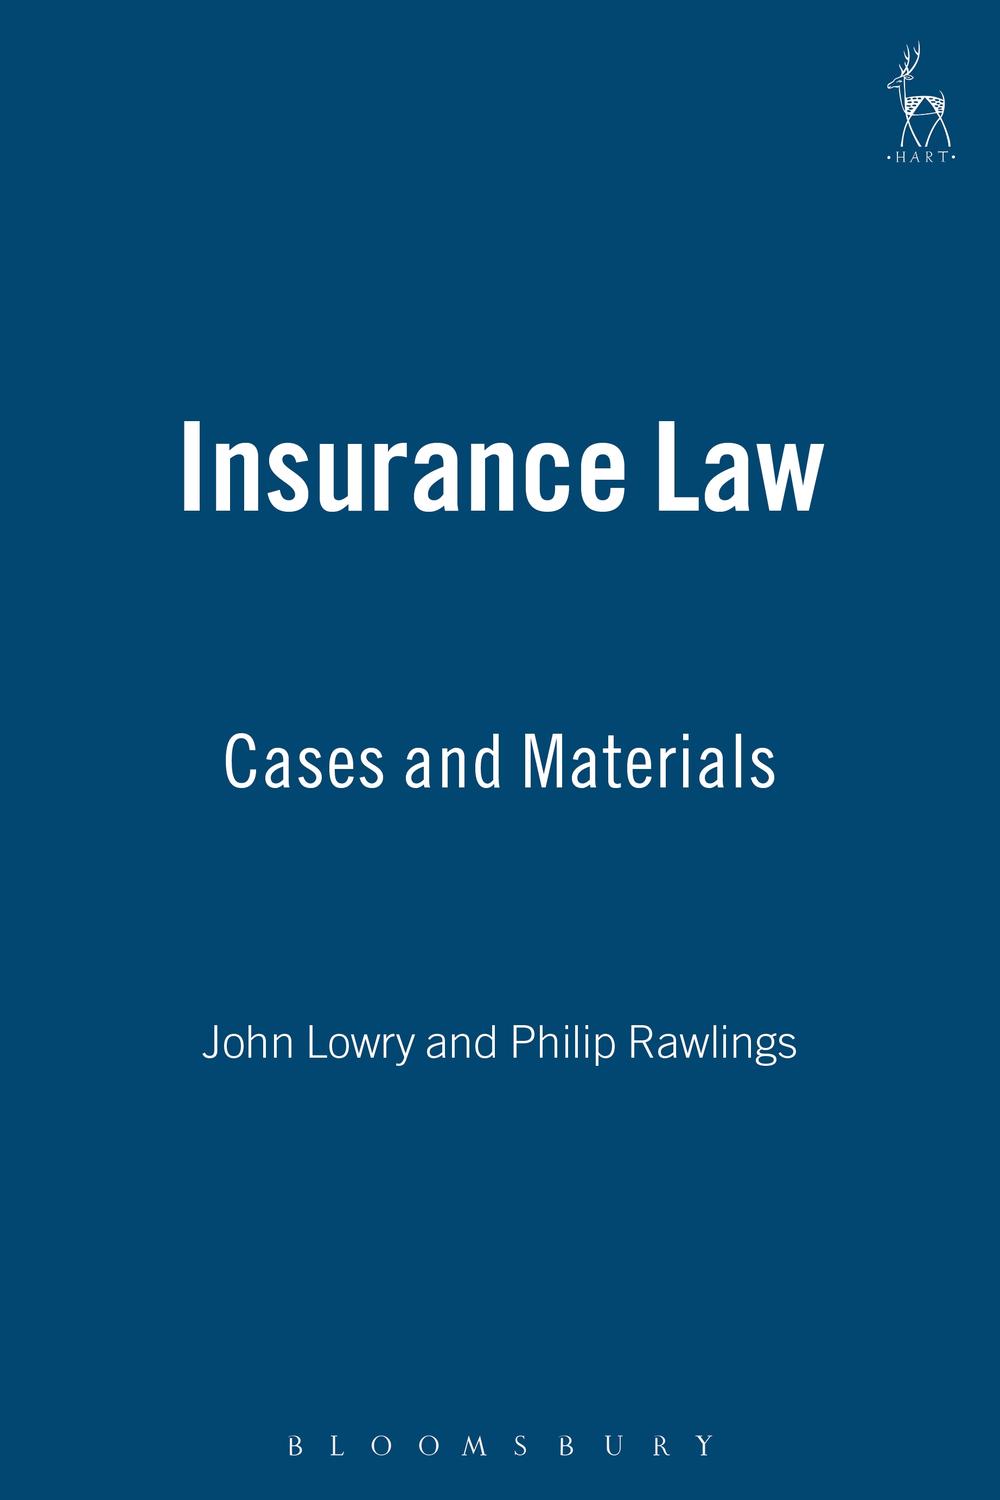 ·HART·
Insurance Law
Cases and Materials
John Lowry and Philip Rawlings
BLOOMSBURY